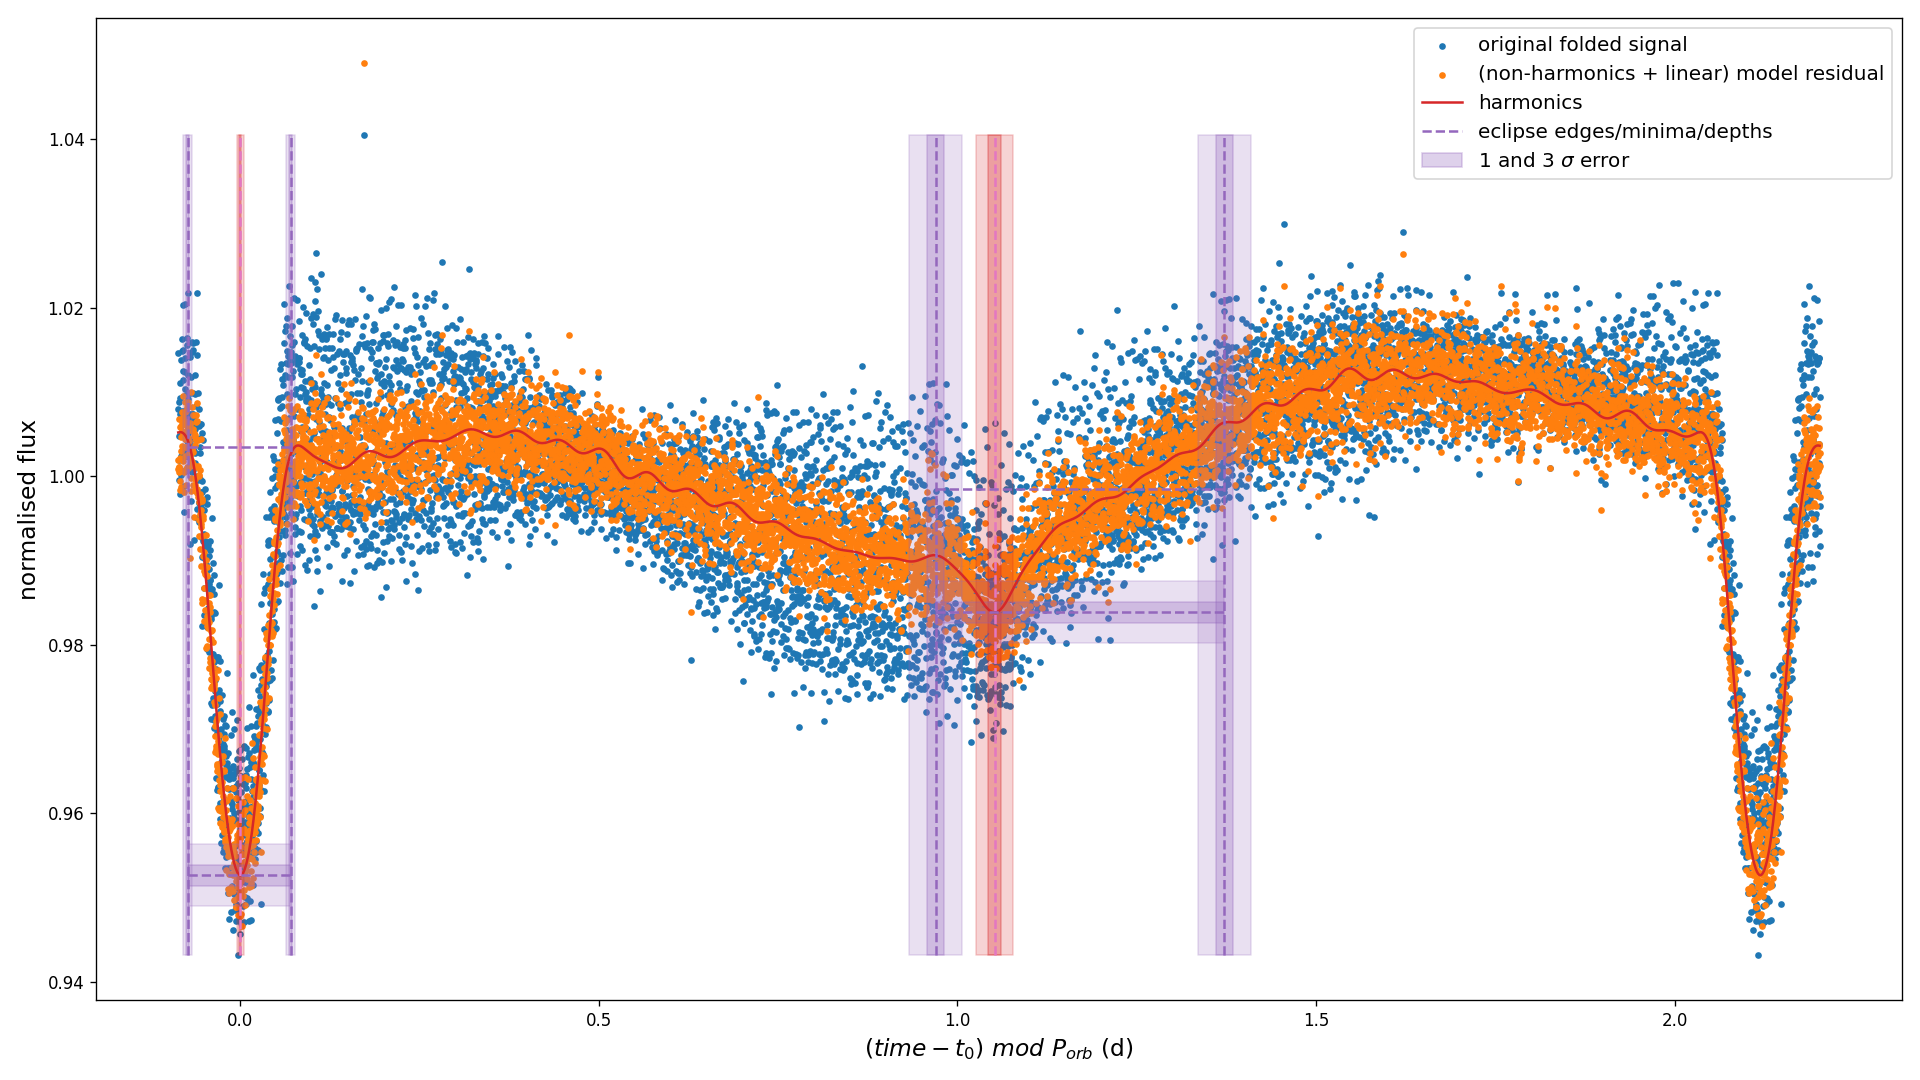 original folded signal
(non-harmonics + linear) model residual
harmonics
eclipse edges/minima/depths
1 and 3 σ error
normalised flux
1.04
1.02
1.00
0.98
0.96
0.94
0.0 0.5 1.0 1.5 2.0
(time − t₀) mod P_orb (d)